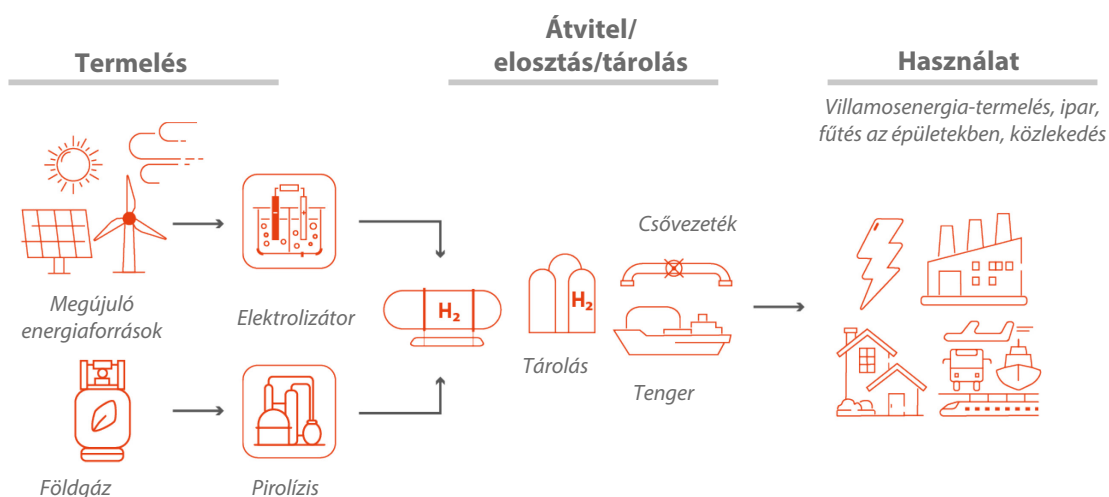 Termelés
Átvitel/
elosztás/tárolás
Használat
Villamosenergia-termelés, ipar,
fűtés az épületekben, közlekedés
Megújuló
energiaforrások
Elektrolizátor
H₂
H₂
Csővezeték
Tárolás
Tenger
Földgáz
Pirolízis